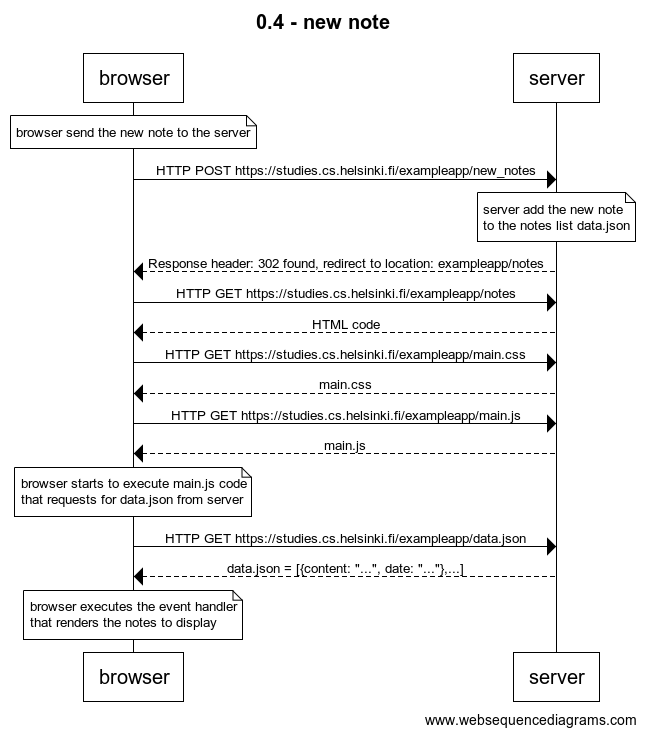 0.4 - new note
browser
server
browser send the new note to the server
HTTP POST https://studies.cs.helsinki.fi/exampleapp/new_notes
server add the new note
to the notes list data.json
Response header: 302 found, redirect to location: exampleapp/notes
HTTP GET https://studies.cs.helsinki.fi/exampleapp/notes
HTML code
HTTP GET https://studies.cs.helsinki.fi/exampleapp/main.css
main.css
HTTP GET https://studies.cs.helsinki.fi/exampleapp/main.js
main.js
browser starts to execute main.js code
that requests for data.json from server
HTTP GET https://studies.cs.helsinki.fi/exampleapp/data.json
data.json = [{content: "...", date: "..."},...]
browser executes the event handler
that renders the notes to display
browser
server
www.websequencediagrams.com